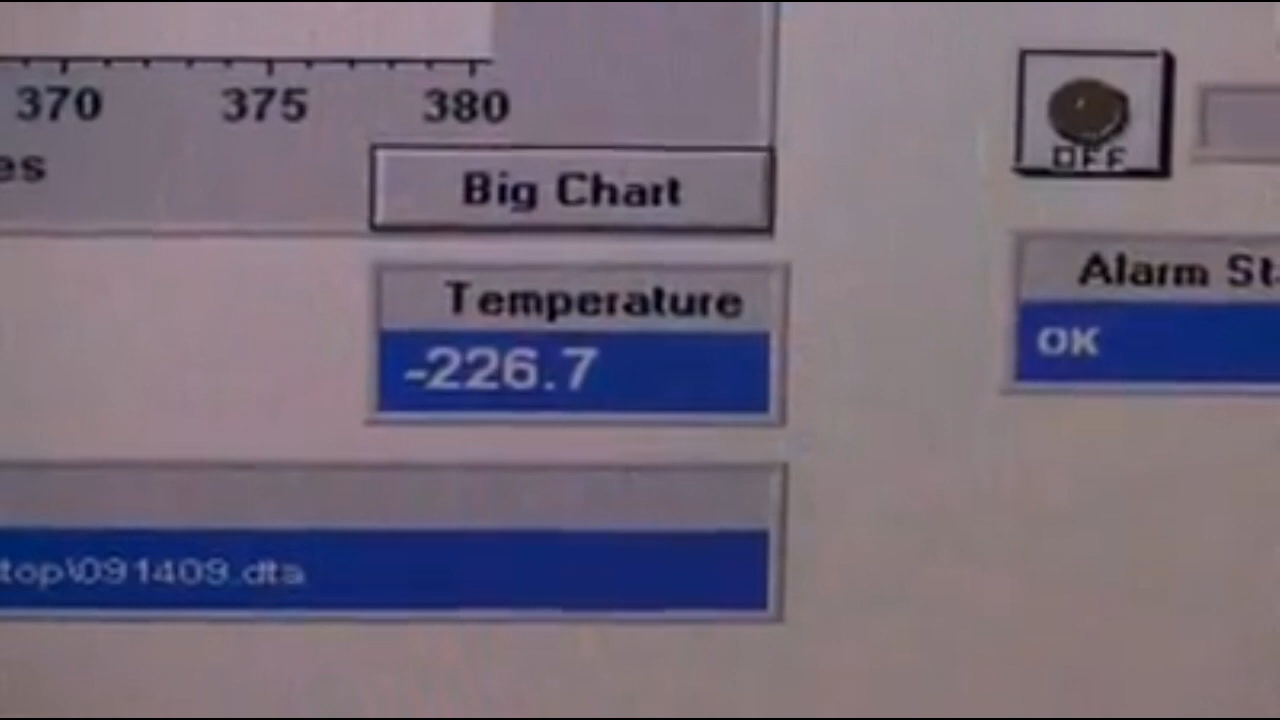 370 375 380
es
Big Chart
OFF
Temperature
-226.7
Alarm St
OK
top\091409.dta